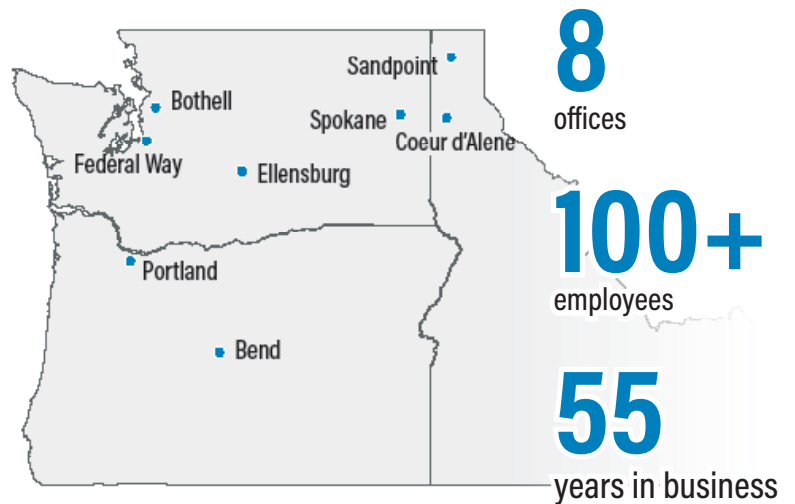 Sandpoint
Bothell
Spokane
Coeur d'Alene
Federal Way
Ellensburg
Portland
Bend
8
offices
100+
employees
55
years in business